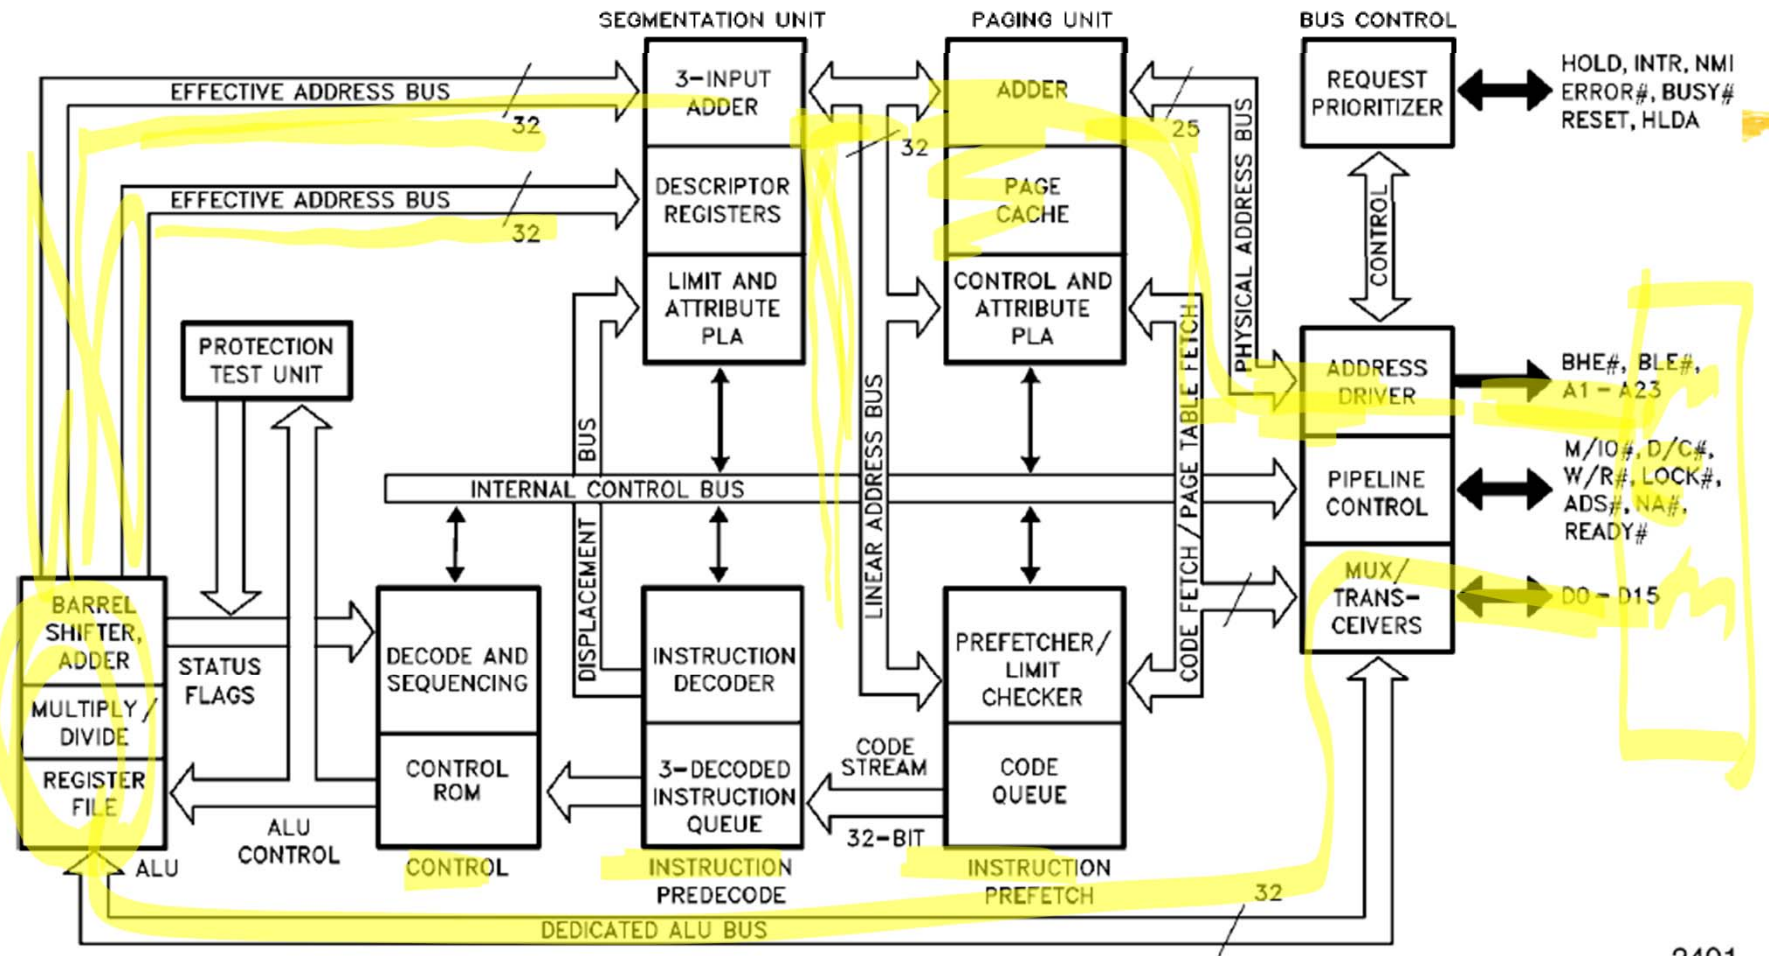 SEGMENTATION UNIT
PAGING UNIT
BUS CONTROL
EFFECTIVE ADDRESS BUS
32
3-INPUT
ADDER
32
ADDER
25
PHYSICAL ADDRESS BUS
REQUEST
PRIORITIZER
HOLD, INTR, NMI
ERROR#, BUSY#
RESET, HLDA
EFFECTIVE ADDRESS BUS
32
DESCRIPTOR
REGISTERS
PAGE
CACHE
CONTROL
LIMIT AND
ATTRIBUTE
PLA
CONTROL AND
ATTRIBUTE
PLA
PROTECTION
TEST UNIT
ADDRESS
DRIVER
BHE#, BLE#,
A1-A23
DISPLACEMENT BUS
LINEAR ADDRESS BUS
CODE FETCH/PAGE TABLE FETCH
INTERNAL CONTROL BUS
PIPELINE
CONTROL
M/IO#, D/C#,
W/R#, LOCK#,
ADS#, NA#,
READY#
MUX/
TRANS-
CEIVERS
D0-D15
BARREL
SHIFTER,
ADDER
MULTIPLY/
DIVIDE
REGISTER
FILE
ALU
STATUS
FLAGS
ALU
CONTROL
DECODE AND
SEQUENCING
CONTROL
ROM
CONTROL
INSTRUCTION
DECODER
3-DECODED
INSTRUCTION
QUEUE
INSTRUCTION
PREDECODE
CODE
STREAM
32-BIT
PREFETCHER/
LIMIT
CHECKER
CODE
QUEUE
INSTRUCTION
PREFETCH
32
DEDICATED ALU BUS